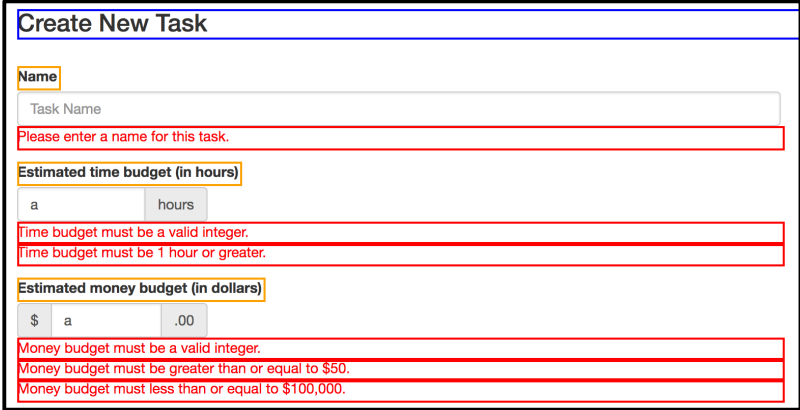 Create New Task
Name
Task Name
Please enter a name for this task.
Estimated time budget (in hours)
a hours
Time budget must be a valid integer.
Time budget must be 1 hour or greater.
Estimated money budget (in dollars)
$ a .00
Money budget must be a valid integer.
Money budget must be greater than or equal to $50.
Money budget must less than or equal to $100,000.